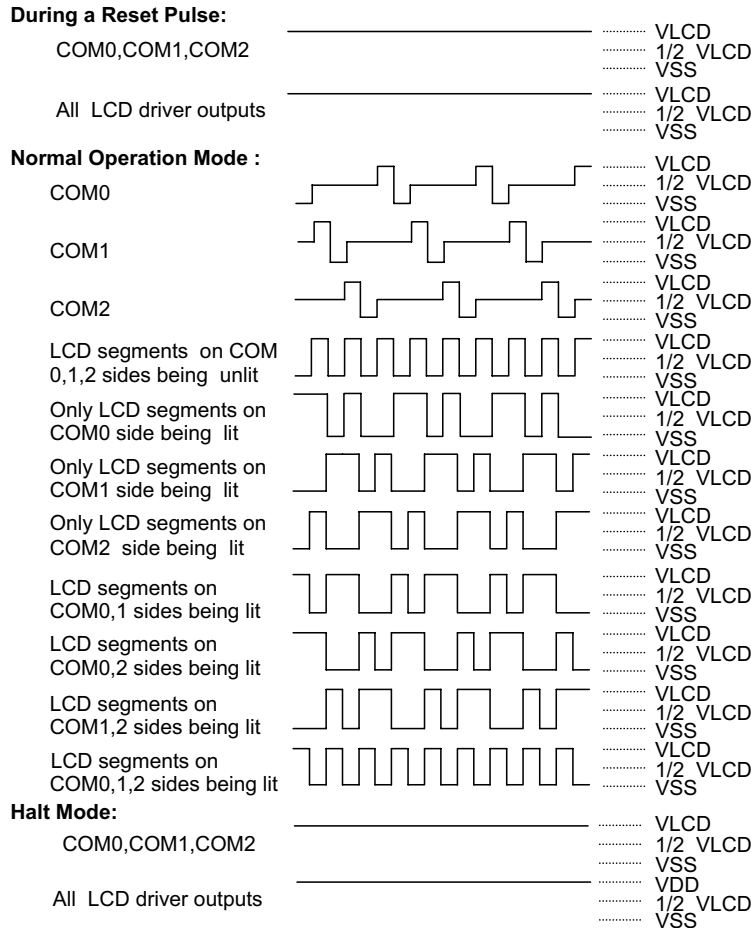 During a Reset Pulse:
COM0,COM1,COM2
VLCD
1/2 VLCD
VSS
All LCD driver outputs
VLCD
1/2 VLCD
VSS
Normal Operation Mode :
COM0
VLCD
1/2 VLCD
VSS
COM1
VLCD
1/2 VLCD
VSS
COM2
VLCD
1/2 VLCD
VSS
LCD segments on COM
0,1,2 sides being unlit
VLCD
1/2 VLCD
VSS
Only LCD segments on
COM0 side being lit
VLCD
1/2 VLCD
VSS
Only LCD segments on
COM1 side being lit
VLCD
1/2 VLCD
VSS
Only LCD segments on
COM2 side being lit
VLCD
1/2 VLCD
VSS
LCD segments on
COM0,1 sides being lit
VLCD
1/2 VLCD
VSS
LCD segments on
COM0,2 sides being lit
VLCD
1/2 VLCD
VSS
LCD segments on
COM1,2 sides being lit
VLCD
1/2 VLCD
VSS
LCD segments on
COM0,1,2 sides being lit
VLCD
1/2 VLCD
VSS
Halt Mode:
COM0,COM1,COM2
VLCD
1/2 VLCD
VSS
All LCD driver outputs
VDD
1/2 VLCD
VSS